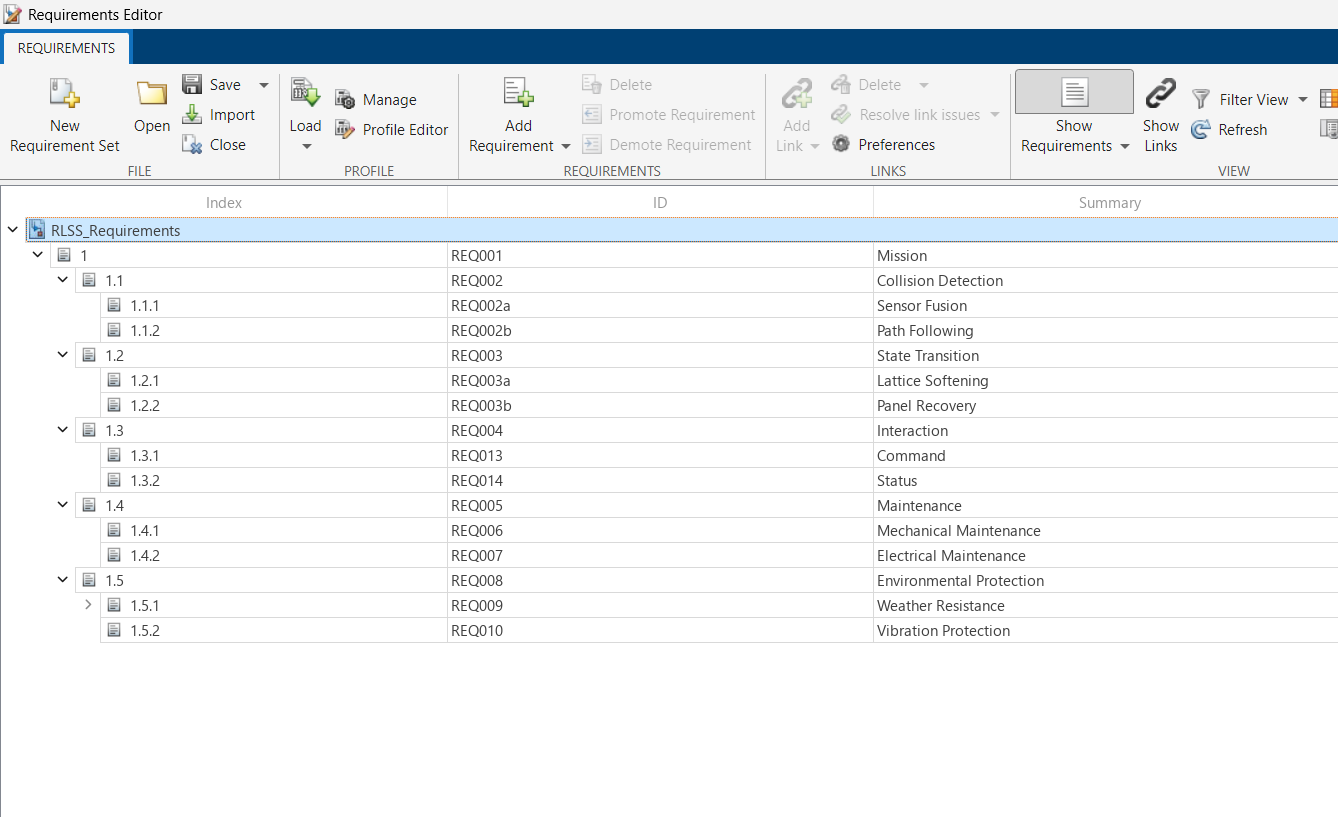 Requirements Editor
REQUIREMENTS
New Requirement Set
Open
Save
Import
Close
FILE
Load
Manage
Profile Editor
PROFILE
Add Requirement
Delete
Promote Requirement
Demote Requirement
REQUIREMENTS
Add Link
Delete
Resolve link issues
Preferences
LINKS
Show Requirements
Show Links
Filter View
Refresh
VIEW
Index ID Summary
RLSS_Requirements
1 REQ001 Mission
1.1 REQ002 Collision Detection
1.1.1 REQ002a Sensor Fusion
1.1.2 REQ002b Path Following
1.2 REQ003 State Transition
1.2.1 REQ003a Lattice Softening
1.2.2 REQ003b Panel Recovery
1.3 REQ004 Interaction
1.3.1 REQ013 Command
1.3.2 REQ014 Status
1.4 REQ005 Maintenance
1.4.1 REQ006 Mechanical Maintenance
1.4.2 REQ007 Electrical Maintenance
1.5 REQ008 Environmental Protection
1.5.1 REQ009 Weather Resistance
1.5.2 REQ010 Vibration Protection